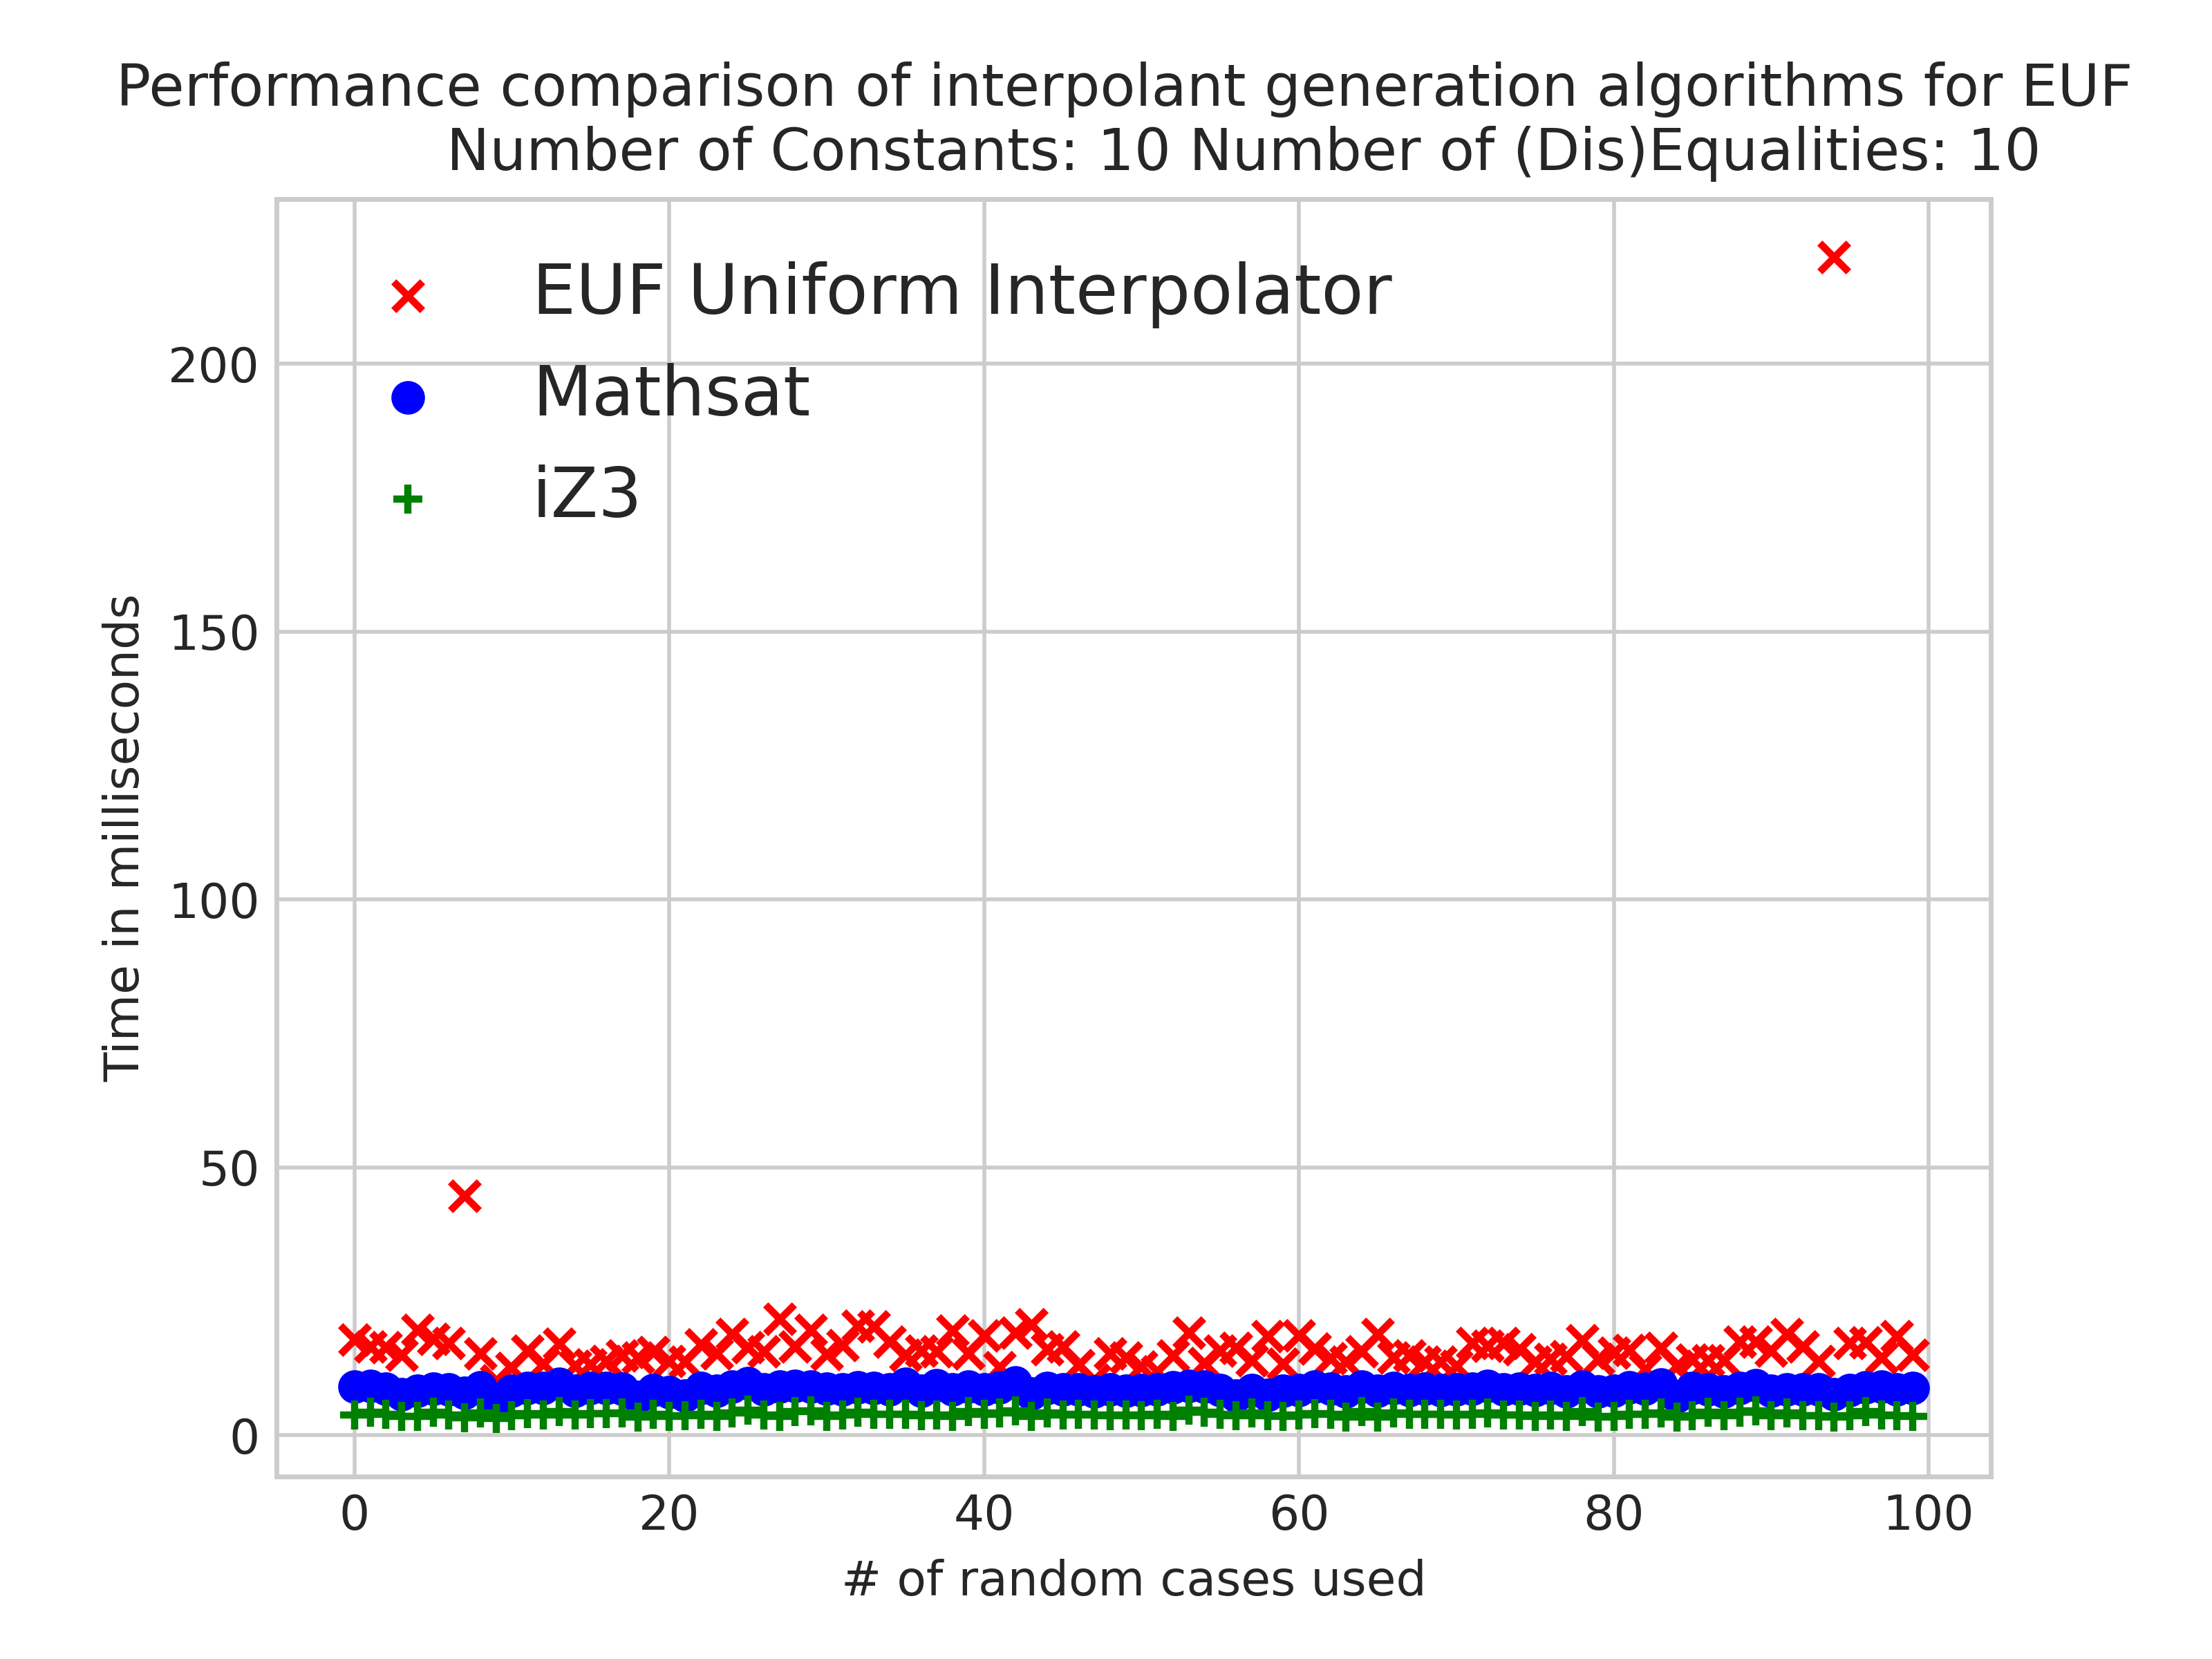 Performance comparison of interpolant generation algorithms for EUF
Number of Constants: 10 Number of (Dis)Equalities: 10
EUF Uniform Interpolator
Mathsat
iZ3
Time in milliseconds
200
150
100
50
0
0 20 40 60 80 100
# of random cases used